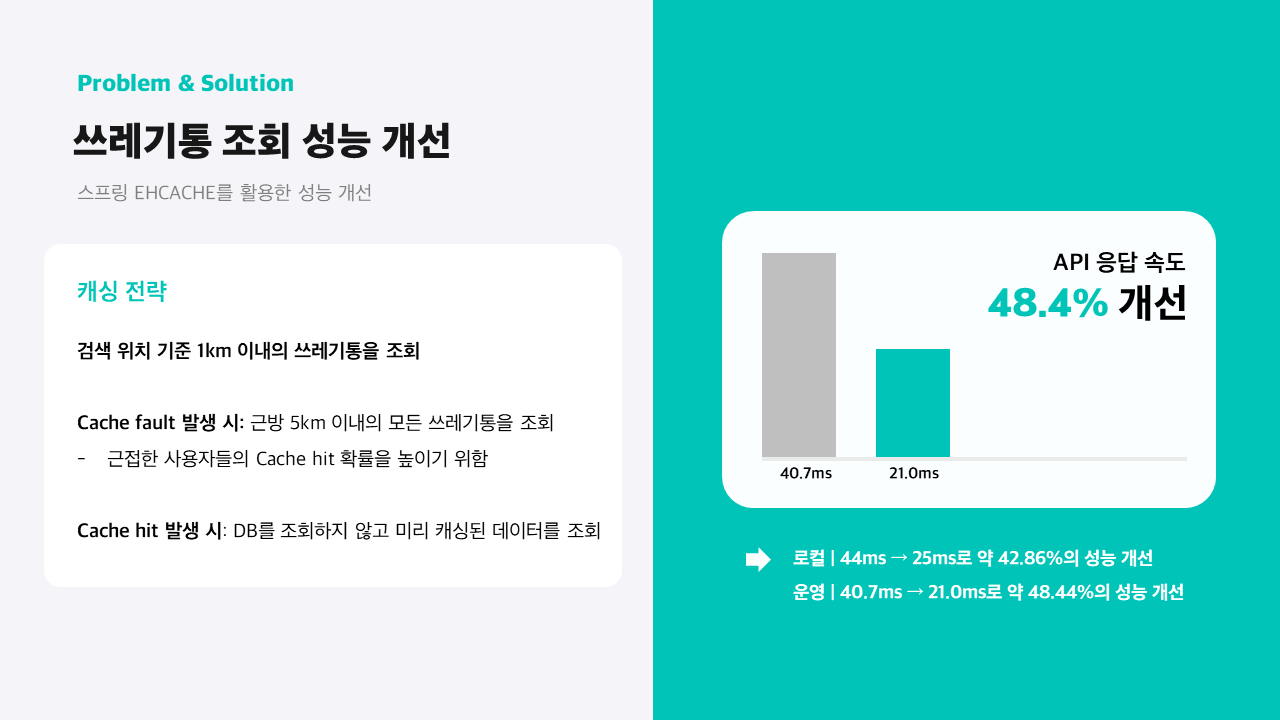 Problem & Solution
쓰레기통 조회 성능 개선
스프링 EHCACHE를 활용한 성능 개선
캐싱 전략
검색 위치 기준 1km 이내의 쓰레기통을 조회
Cache fault 발생 시: 근방 5km 이내의 모든 쓰레기통을 조회
- 근접한 사용자들의 Cache hit 확률을 높이기 위함
Cache hit 발생 시: DB를 조회하지 않고 미리 캐싱된 데이터를 조회
API 응답 속도
48.4% 개선
40.7ms 21.0ms
로컬 | 44ms → 25ms로 약 42.86%의 성능 개선
운영 | 40.7ms → 21.0ms로 약 48.44%의 성능 개선